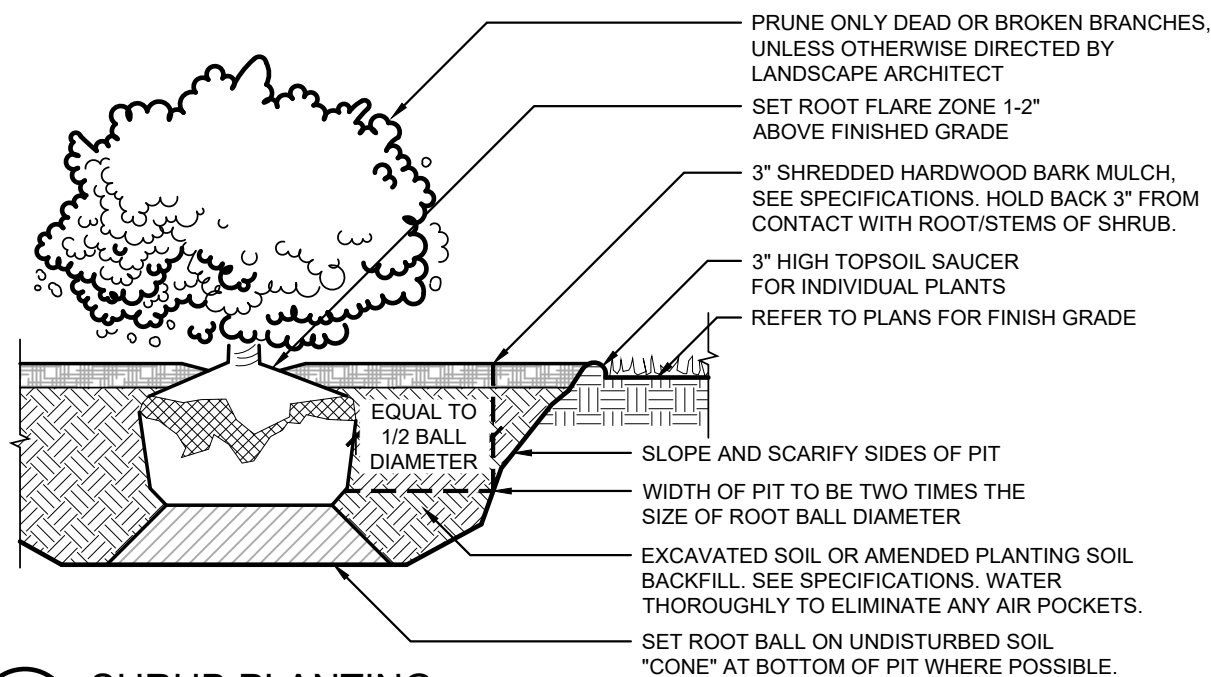 PRUNE ONLY DEAD OR BROKEN BRANCHES,
UNLESS OTHERWISE DIRECTED BY
LANDSCAPE ARCHITECT
SET ROOT FLARE ZONE 1-2"
ABOVE FINISHED GRADE
3" SHREDDED HARDWOOD BARK MULCH,
SEE SPECIFICATIONS. HOLD BACK 3" FROM
CONTACT WITH ROOT/STEMS OF SHRUB.
3" HIGH TOPSOIL SAUCER
FOR INDIVIDUAL PLANTS
REFER TO PLANS FOR FINISH GRADE
EQUAL TO
1/2 BALL
DIAMETER
SLOPE AND SCARIFY SIDES OF PIT
WIDTH OF PIT TO BE TWO TIMES THE
SIZE OF ROOT BALL DIAMETER
EXCAVATED SOIL OR AMENDED PLANTING SOIL
BACKFILL. SEE SPECIFICATIONS. WATER
THOROUGHLY TO ELIMINATE ANY AIR POCKETS.
SET ROOT BALL ON UNDISTURBED SOIL
"CONE" AT BOTTOM OF PIT WHERE POSSIBLE.
SHRUB PLANTING